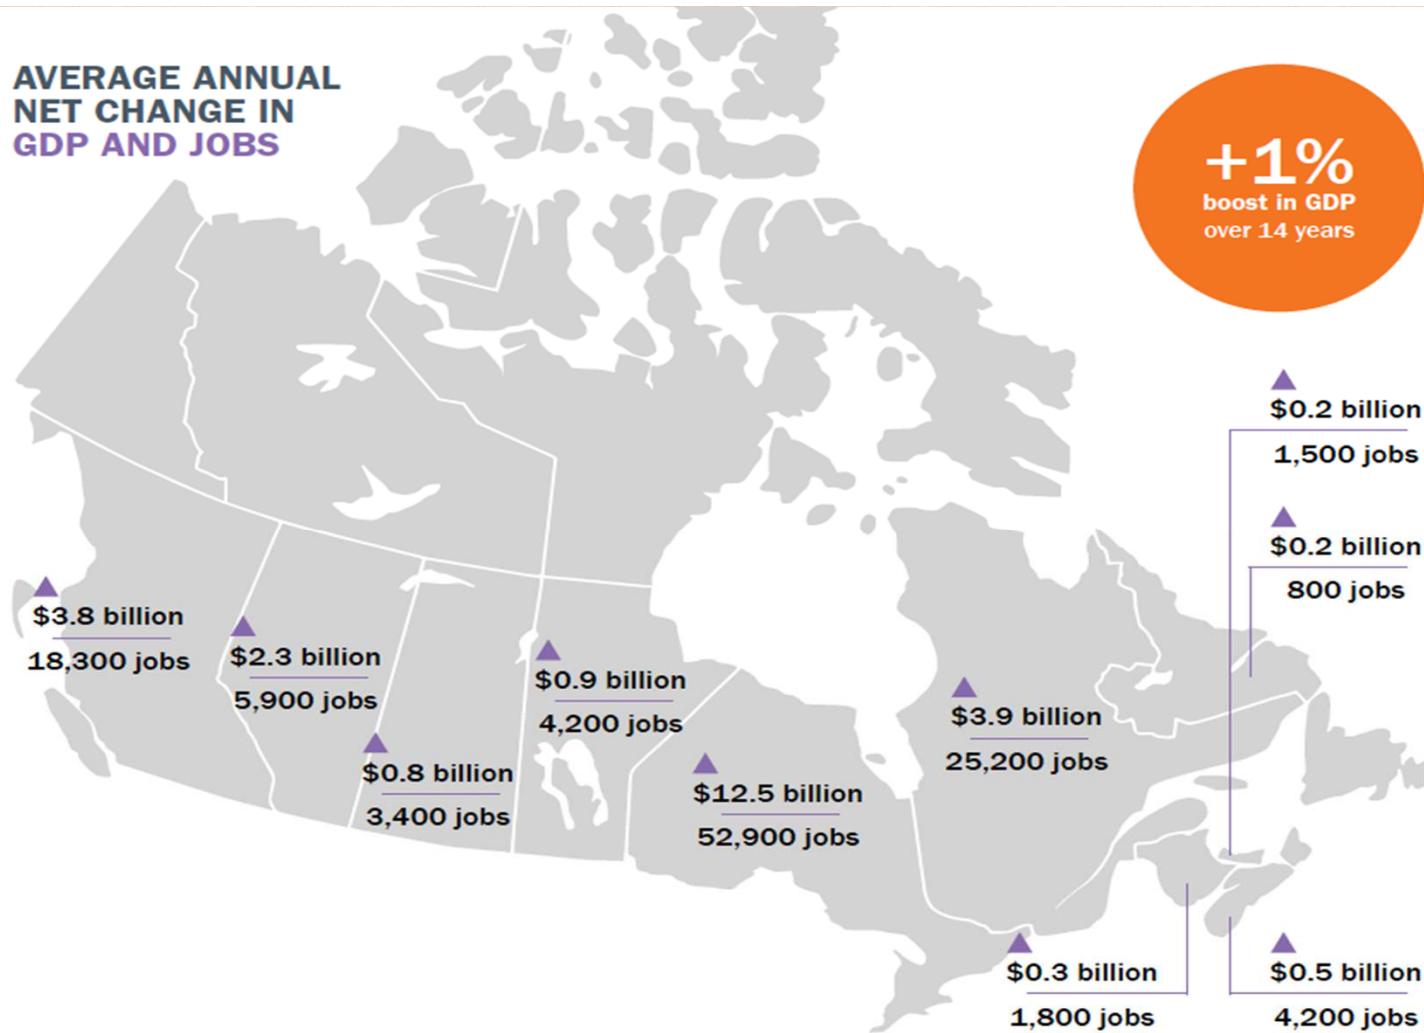 AVERAGE ANNUAL
NET CHANGE IN
GDP AND JOBS
+1%
boost in GDP
over 14 years
$0.2 billion
1,500 jobs
$0.2 billion
800 jobs
$3.8 billion
18,300 jobs
$2.3 billion
5,900 jobs
$0.8 billion
3,400 jobs
$0.9 billion
4,200 jobs
$12.5 billion
52,900 jobs
$3.9 billion
25,200 jobs
$0.3 billion
1,800 jobs
$0.5 billion
4,200 jobs